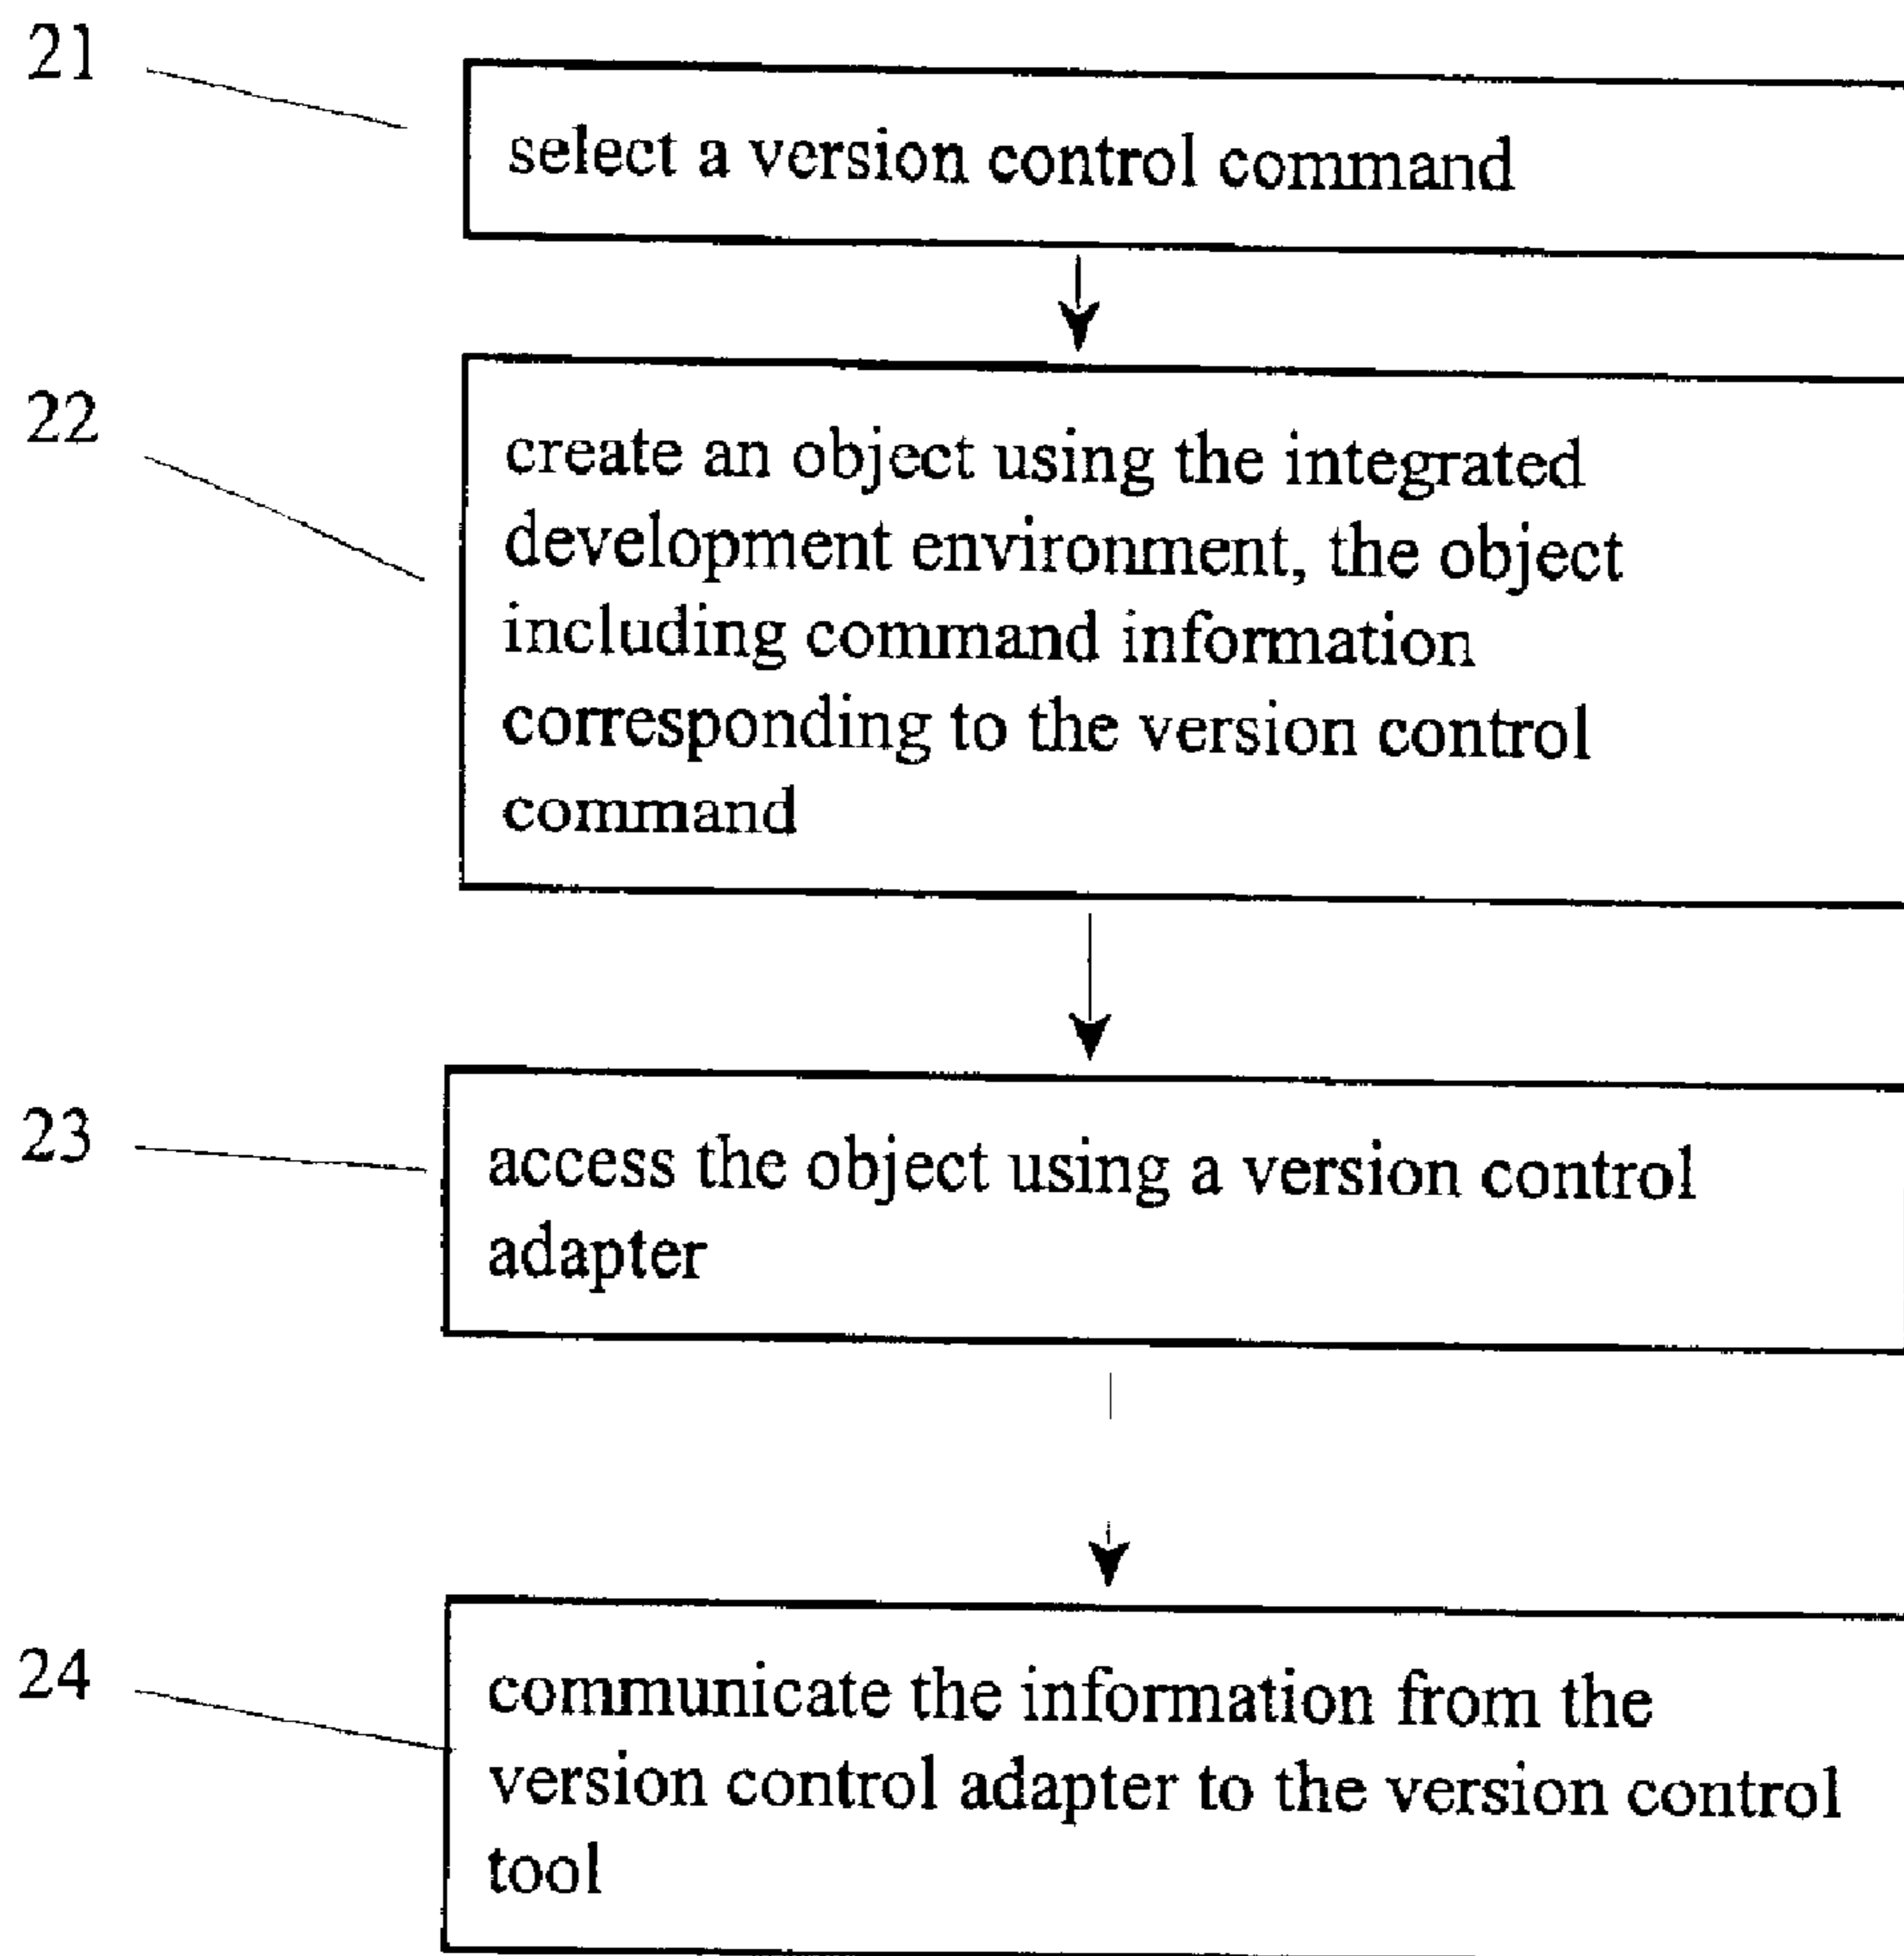 21
select a version control command
22
create an object using the integrated
development environment, the object
including command information
corresponding to the version control
command
23
access the object using a version control
adapter
24
communicate the information from the
version control adapter to the version control
tool